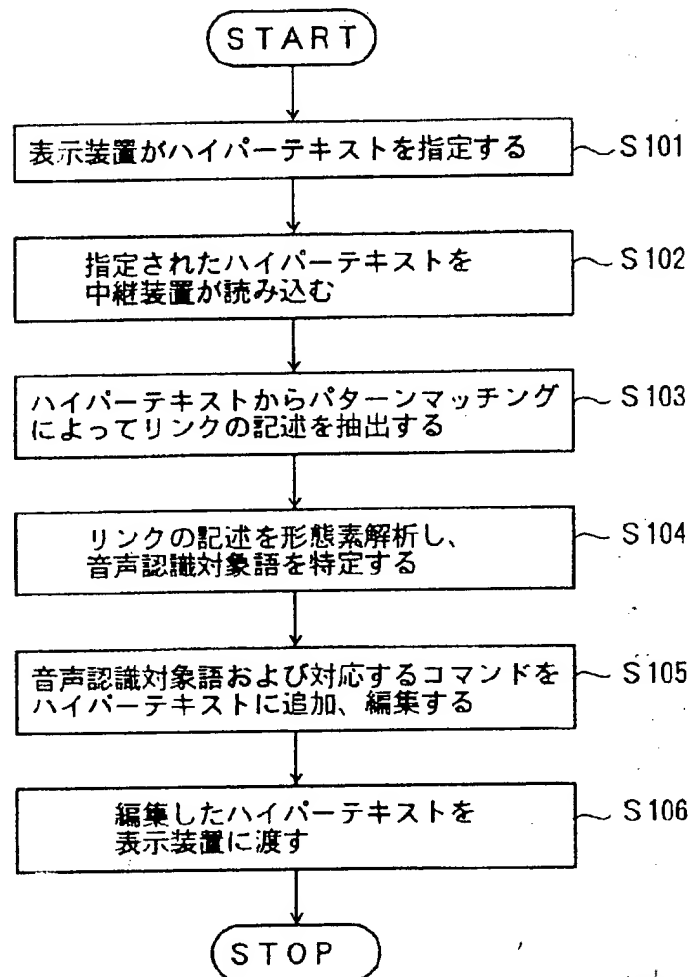 START
表示装置がハイパーテキストを指定する
S101
指定されたハイパーテキストを
中継装置が読み込む
S102
ハイパーテキストからパターンマッチング
によってリンクの記述を抽出する
S103
リンクの記述を形態素解析し、
音声認識対象語を特定する
S104
音声認識対象語および対応するコマンドを
ハイパーテキストに追加、編集する
S105
編集したハイパーテキストを
表示装置に渡す
S106
STOP